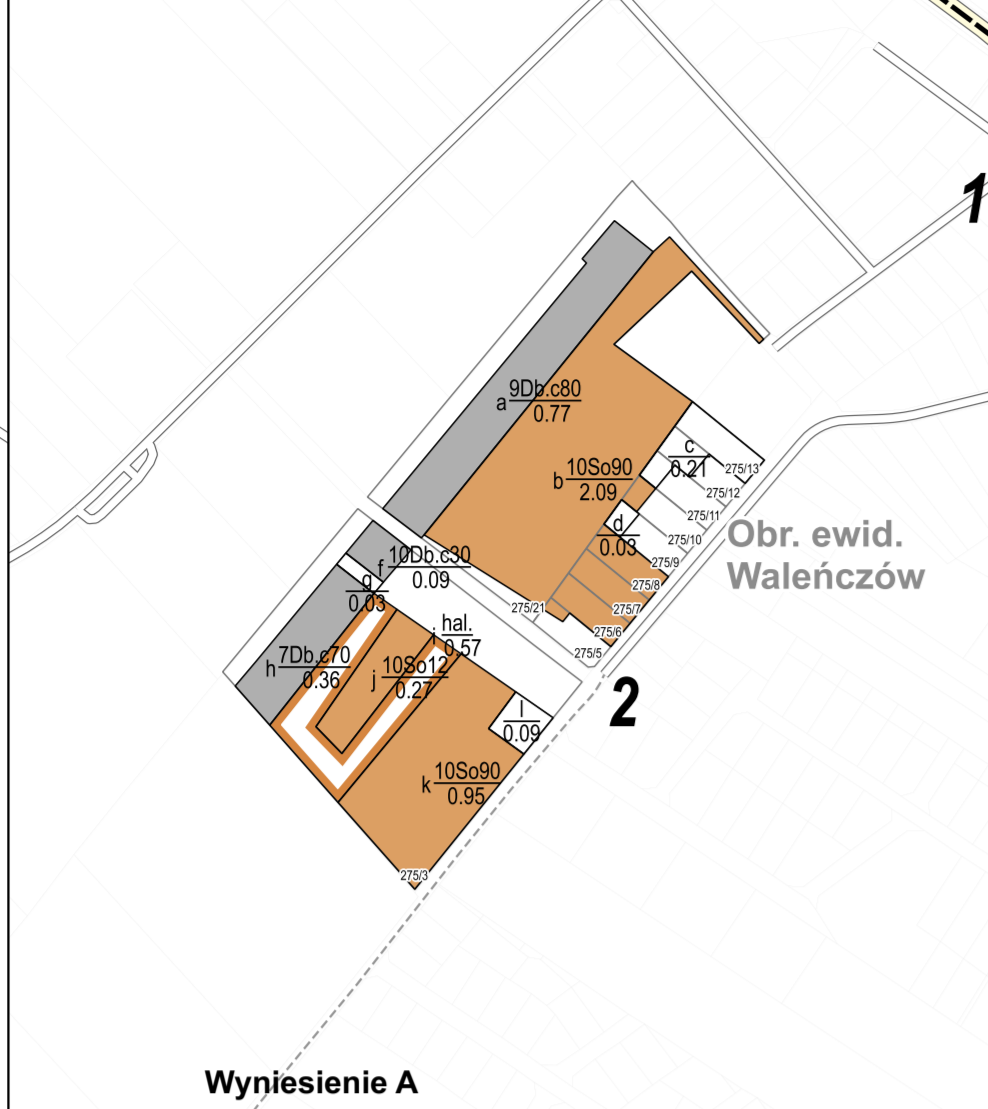 1
a 9Db.c80
0.77
c
0.21
275/13
b 10So90
2.09
275/12
275/11
d
0.03
275/10
Obr. ewid.
Waleńczów
275/9
f 10Db.c30
0.09
275/8
g
0.03
275/21
275/7
i hal.
0.57
275/6
h 7Db.c70
0.36
j 10So12
0.27
275/5
2
l
0.09
k 10So90
0.95
275/3
Wyniesienie A